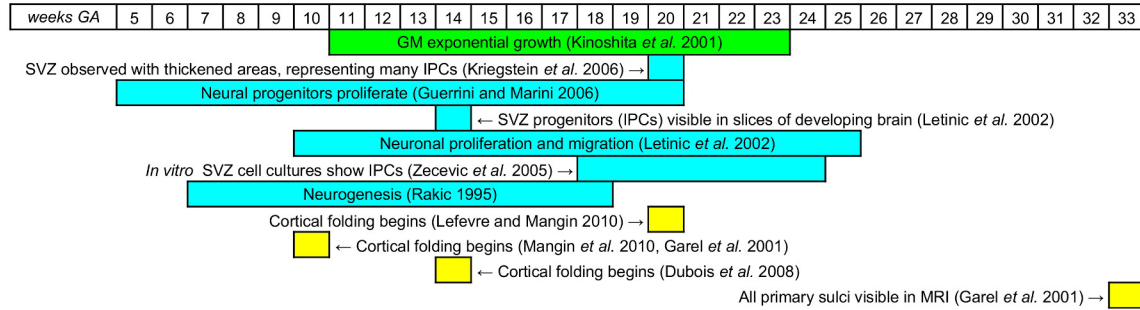 weeks GA 5 6 7 8 9 10 11 12 13 14 15 16 17 18 19 20 21 22 23 24 25 26 27 28 29 30 31 32 33
GM exponential growth (Kinoshita et al. 2001)
SVZ observed with thickened areas, representing many IPCs (Kriegstein et al. 2006) →
Neural progenitors proliferate (Guerrini and Marini 2006)
← SVZ progenitors (IPCs) visible in slices of developing brain (Letinic et al. 2002)
Neuronal proliferation and migration (Letinic et al. 2002)
In vitro SVZ cell cultures show IPCs (Zecevic et al. 2005) →
Neurogenesis (Rakic 1995)
Cortical folding begins (Lefevre and Mangin 2010) →
← Cortical folding begins (Mangin et al. 2010, Garel et al. 2001)
← Cortical folding begins (Dubois et al. 2008)
All primary sulci visible in MRI (Garel et al. 2001) →